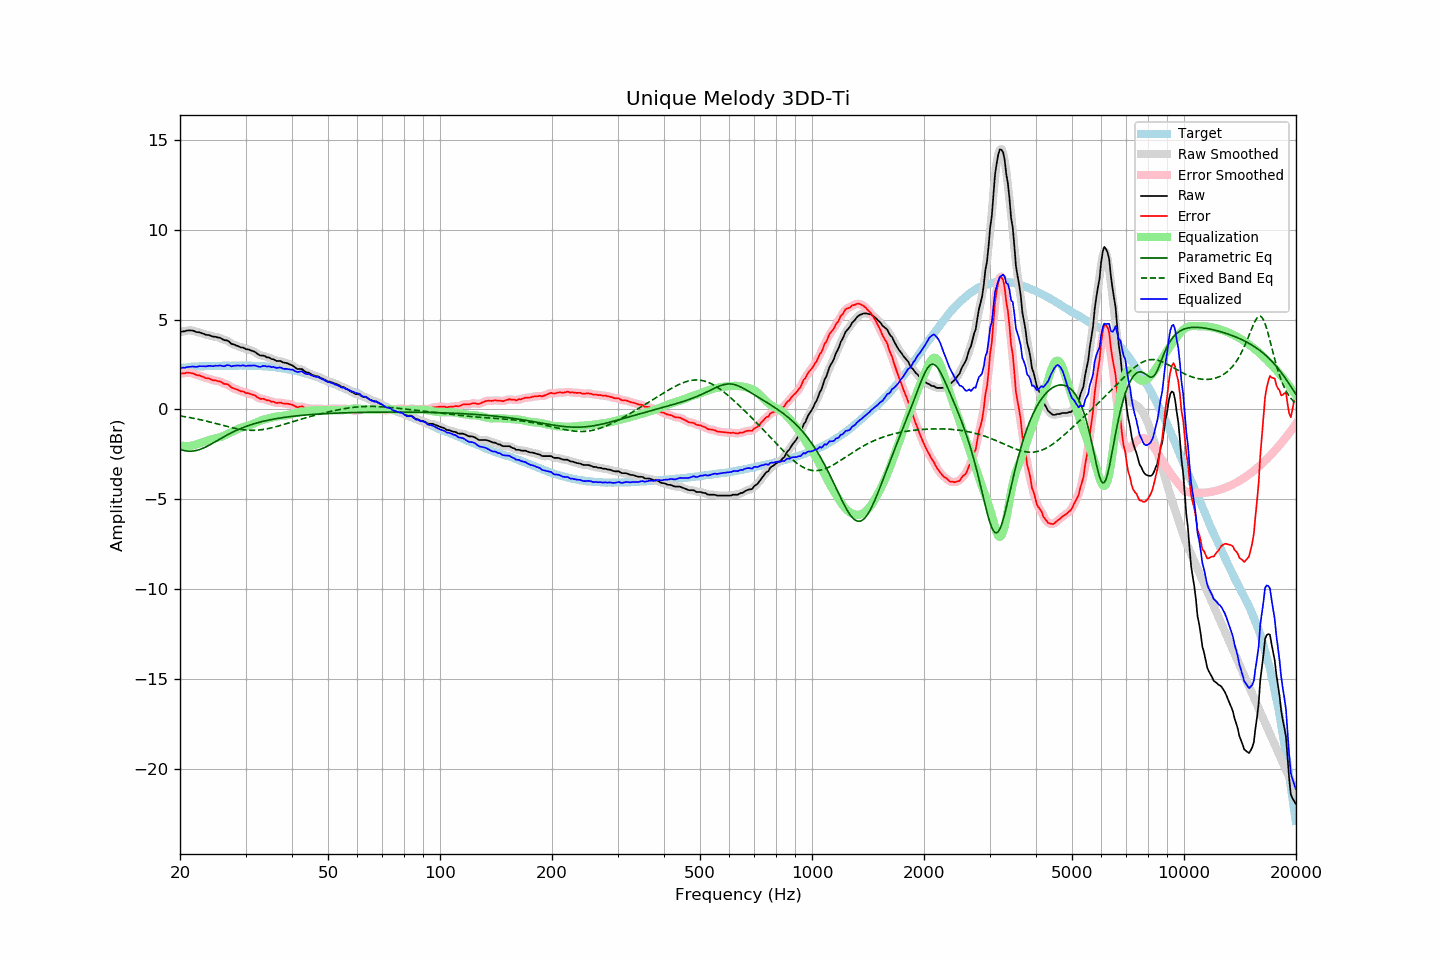 Unique Melody 3DD-Ti
Target
Raw Smoothed
Error Smoothed
Raw
Error
Equalization
Parametric Eq
Fixed Band Eq
Equalized
Amplitude (dBr)
15
10
5
0
−5
−10
−15
−20
20 50 100 200 500 1000 2000 5000 10000 20000
Frequency (Hz)